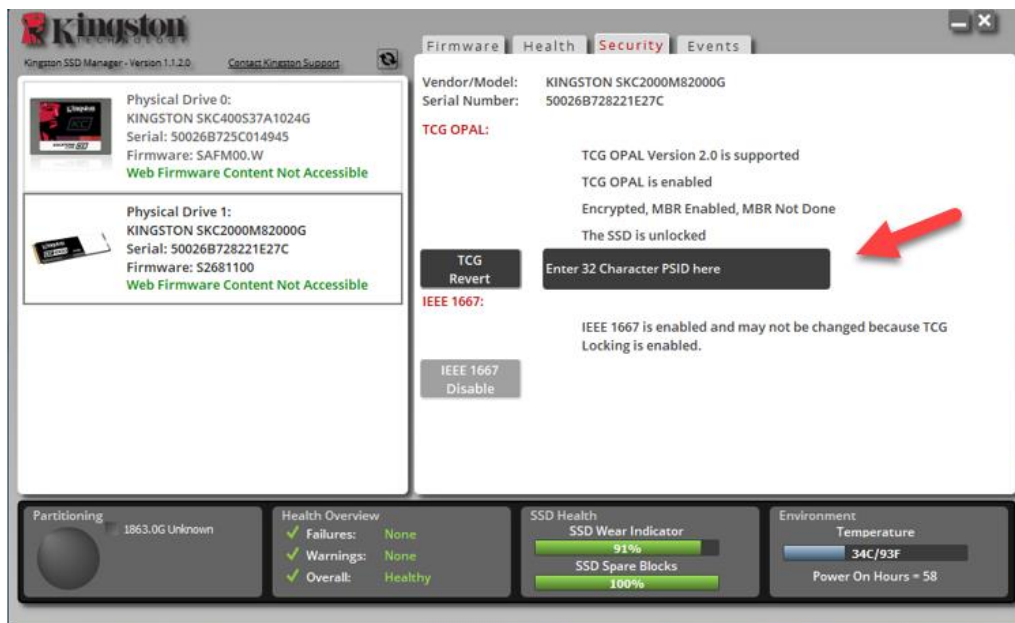 Kingston
TECHNOLOGY
Kingston SSD Manager - Version 1.1.2.0
Contact Kingston Support
Firmware
Health
Security
Events
Physical Drive 0:
KINGSTON SKC400S37A1024G
Serial: 50026B725C014945
Firmware: SAFM00.W
Web Firmware Content Not Accessible
Physical Drive 1:
KINGSTON SKC2000M82000G
Serial: 50026B728221E27C
Firmware: S2681100
Web Firmware Content Not Accessible
Vendor/Model: KINGSTON SKC2000M82000G
Serial Number: 50026B728221E27C
TCG OPAL:
TCG OPAL Version 2.0 is supported
TCG OPAL is enabled
Encrypted, MBR Enabled, MBR Not Done
The SSD is unlocked
TCG
Revert
Enter 32 Character PSID here
IEEE 1667:
IEEE 1667 is enabled and may not be changed because TCG
Locking is enabled.
IEEE 1667
Disable
Partitioning
1863.0G Unknown
Health Overview
Failures: None
Warnings: None
Overall: Healthy
SSD Health
SSD Wear Indicator
91%
SSD Spare Blocks
100%
Environment
Temperature
34C/93F
Power On Hours = 58